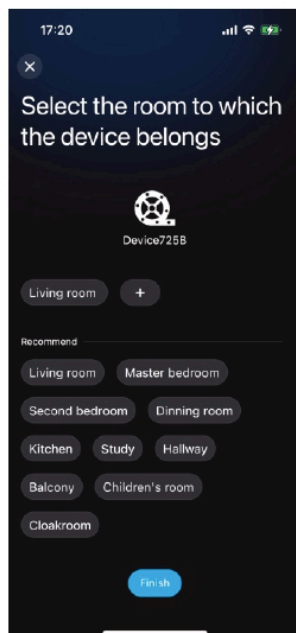 17:20
Select the room to which
the device belongs
Device725B
Living room +
Recommend
Living room Master bedroom
Second bedroom Dinning room
Kitchen Study Hallway
Balcony Children's room
Cloakroom
Finish